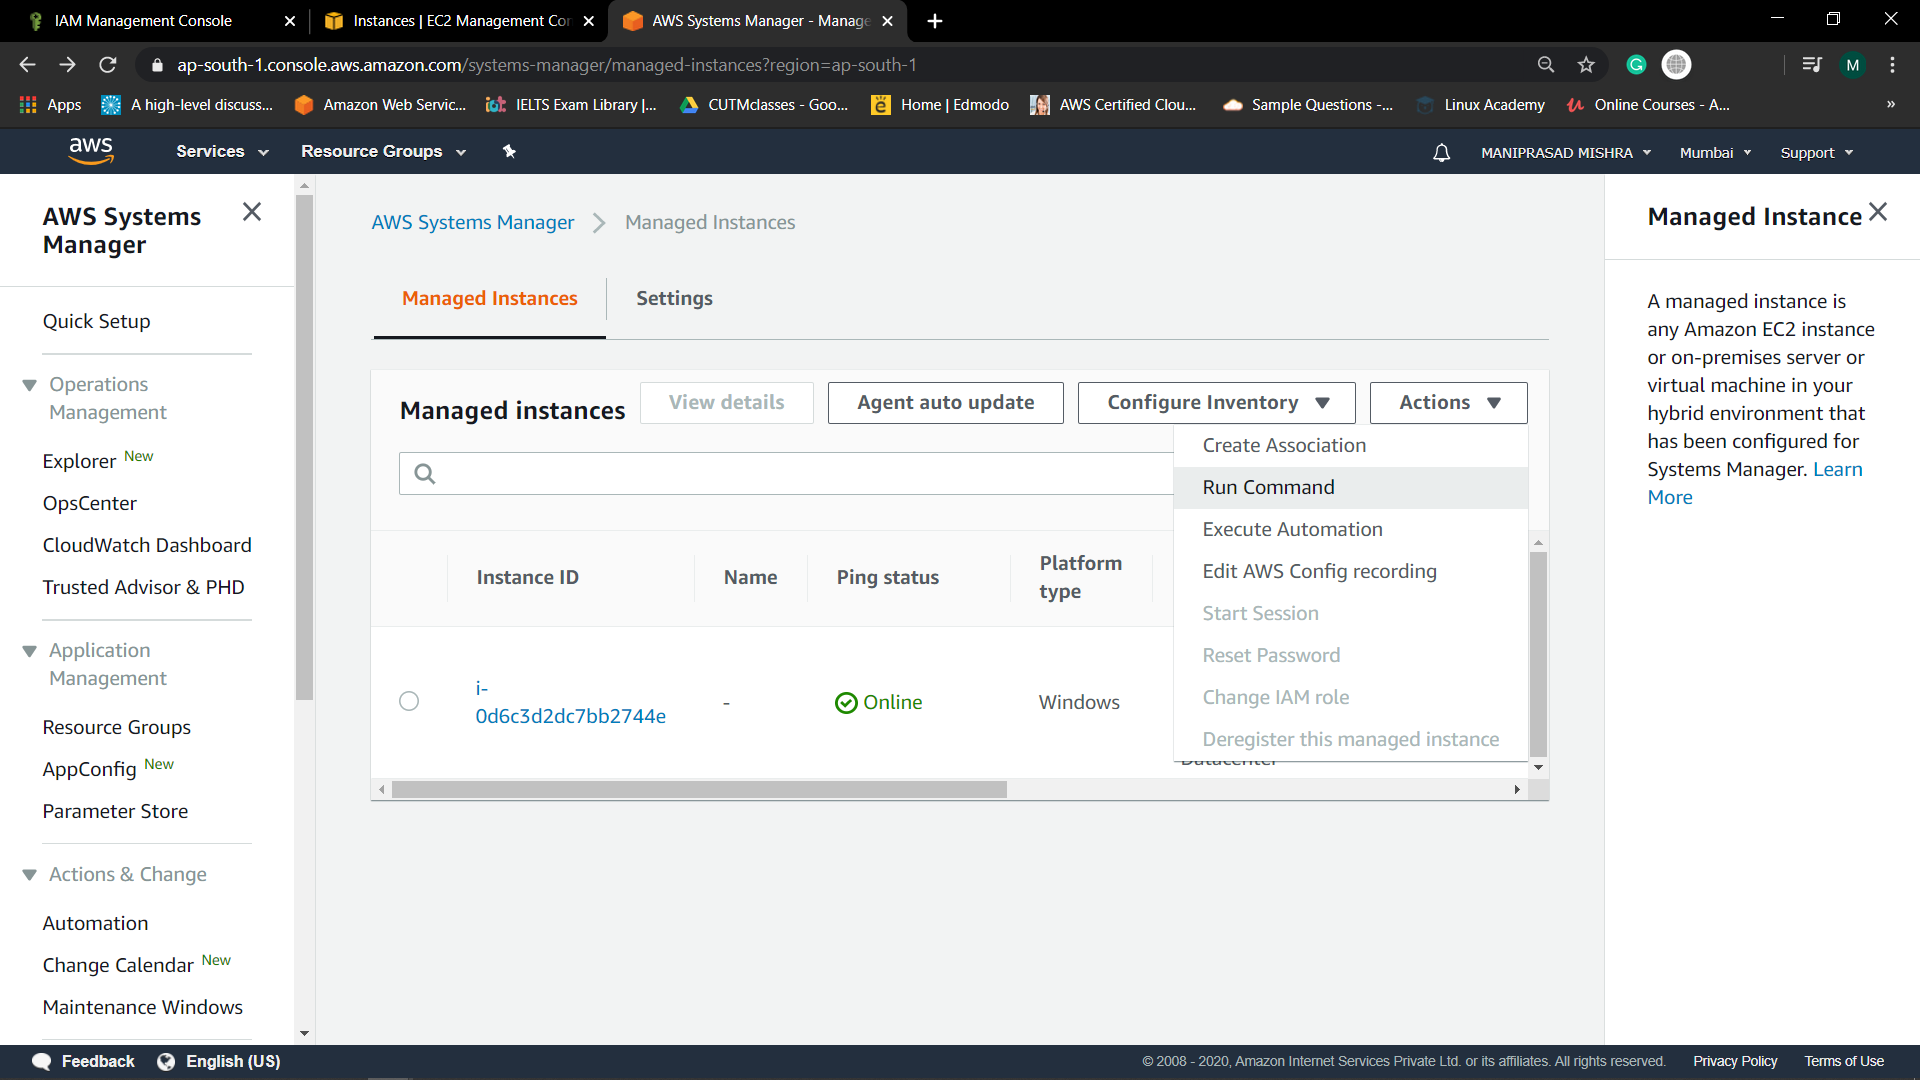 IAM Management Console
Instances | EC2 Management Con
AWS Systems Manager - Manage
ap-south-1.console.aws.amazon.com/systems-manager/managed-instances?region=ap-south-1
M
Apps
A high-level discuss...
Amazon Web Servic...
IELTS Exam Library |...
CUTMclasses - Goo...
Home | Edmodo
AWS Certified Clou...
Sample Questions -...
Linux Academy
Online Courses - A...
»
aws
Services
Resource Groups
MANIPRASAD MISHRA
Mumbai
Support
AWS Systems
Manager
Quick Setup
Operations
Management
Explorer New
OpsCenter
CloudWatch Dashboard
Trusted Advisor & PHD
Application
Management
Resource Groups
AppConfig New
Parameter Store
Actions & Change
Automation
Change Calendar New
Maintenance Windows
AWS Systems Manager
Managed Instances
Managed Instances
Settings
Managed instances
View details
Agent auto update
Configure Inventory
Actions
Create Association
Run Command
Execute Automation
Edit AWS Config recording
Start Session
Reset Password
Change IAM role
Deregister this managed instance
Instance ID
Name
Ping status
Platform
type
i-
0d6c3d2dc7bb2744e
-
Online
Windows
Datacenter
Managed Instance
A managed instance is
any Amazon EC2 instance
or on-premises server or
virtual machine in your
hybrid environment that
has been configured for
Systems Manager. Learn
More
Feedback
English (US)
© 2008 - 2020, Amazon Internet Services Private Ltd. or its affiliates. All rights reserved.
Privacy Policy
Terms of Use